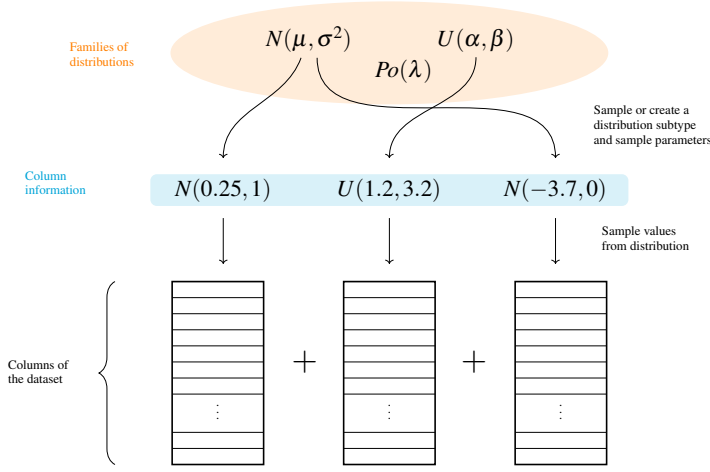 N(μ, σ²) U(α, β)
Families of
distributions
Po(λ)
Sample or create a
distribution subtype
and sample parameters
Column
information
N(0.25, 1) U(1.2, 3.2) N(−3.7, 0)
Sample values
from distribution
Columns of
the dataset
+ +
⋮ ⋮ ⋮